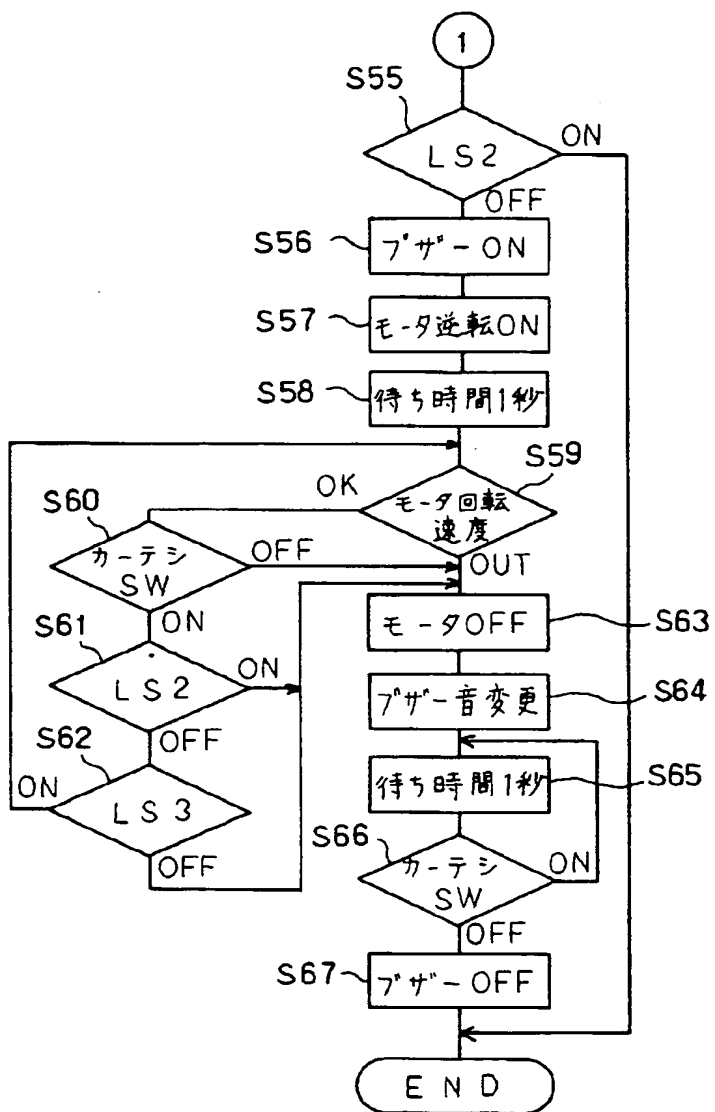 1
S55
LS2
ON
OFF
S56
ブザーON
S57
モータ逆転ON
S58
待ち時間1秒
S59
モータ回転
速度
OK
OUT
S60
カーテシ
SW
OFF
ON
S61
LS2
ON
OFF
S62
LS3
ON
OFF
モータOFF
S63
ブザー音変更
S64
待ち時間1秒
S65
S66
カーテシ
SW
ON
OFF
S67
ブザーOFF
END